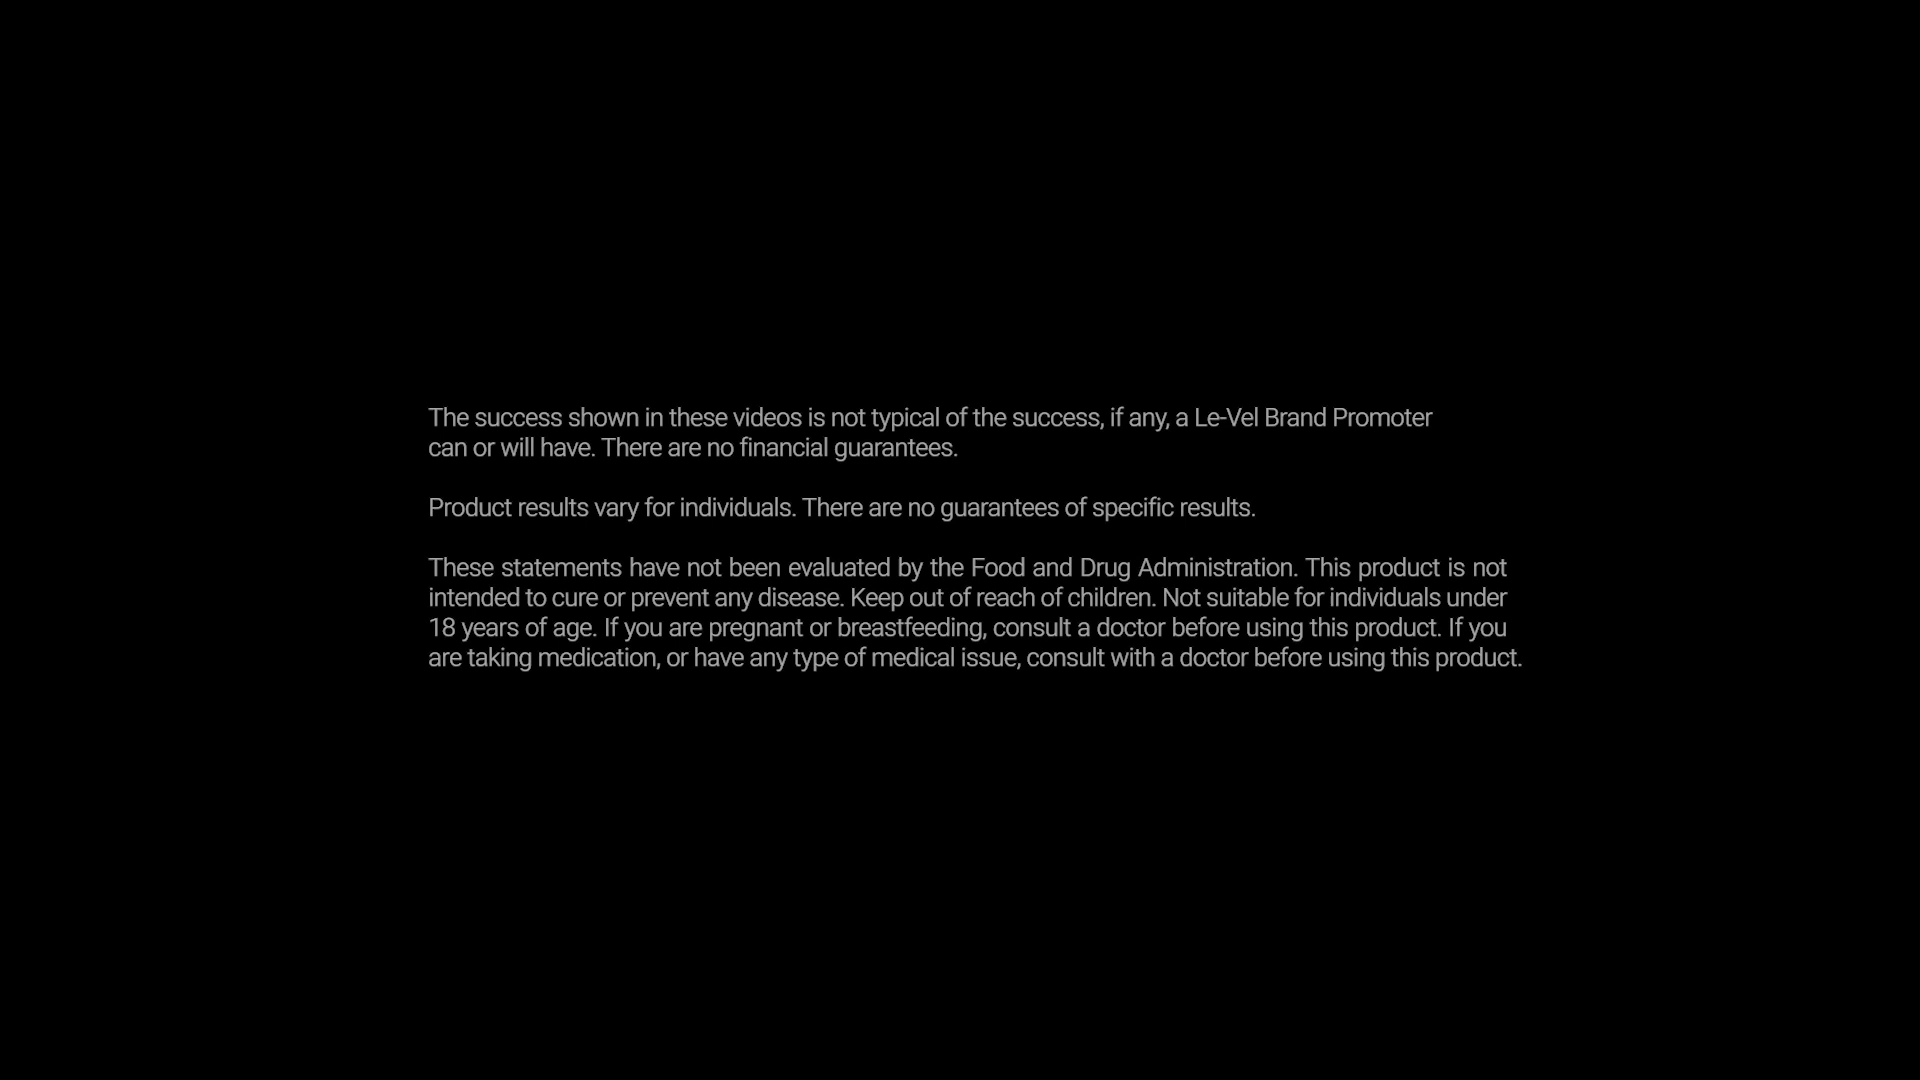 The success shown in these videos is not typical of the success, if any, a Le-Vel Brand Promoter
can or will have. There are no financial guarantees.
Product results vary for individuals. There are no guarantees of specific results.
These statements have not been evaluated by the Food and Drug Administration. This product is not
intended to cure or prevent any disease. Keep out of reach of children. Not suitable for individuals under
18 years of age. If you are pregnant or breastfeeding, consult a doctor before using this product. If you
are taking medication, or have any type of medical issue, consult with a doctor before using this product.